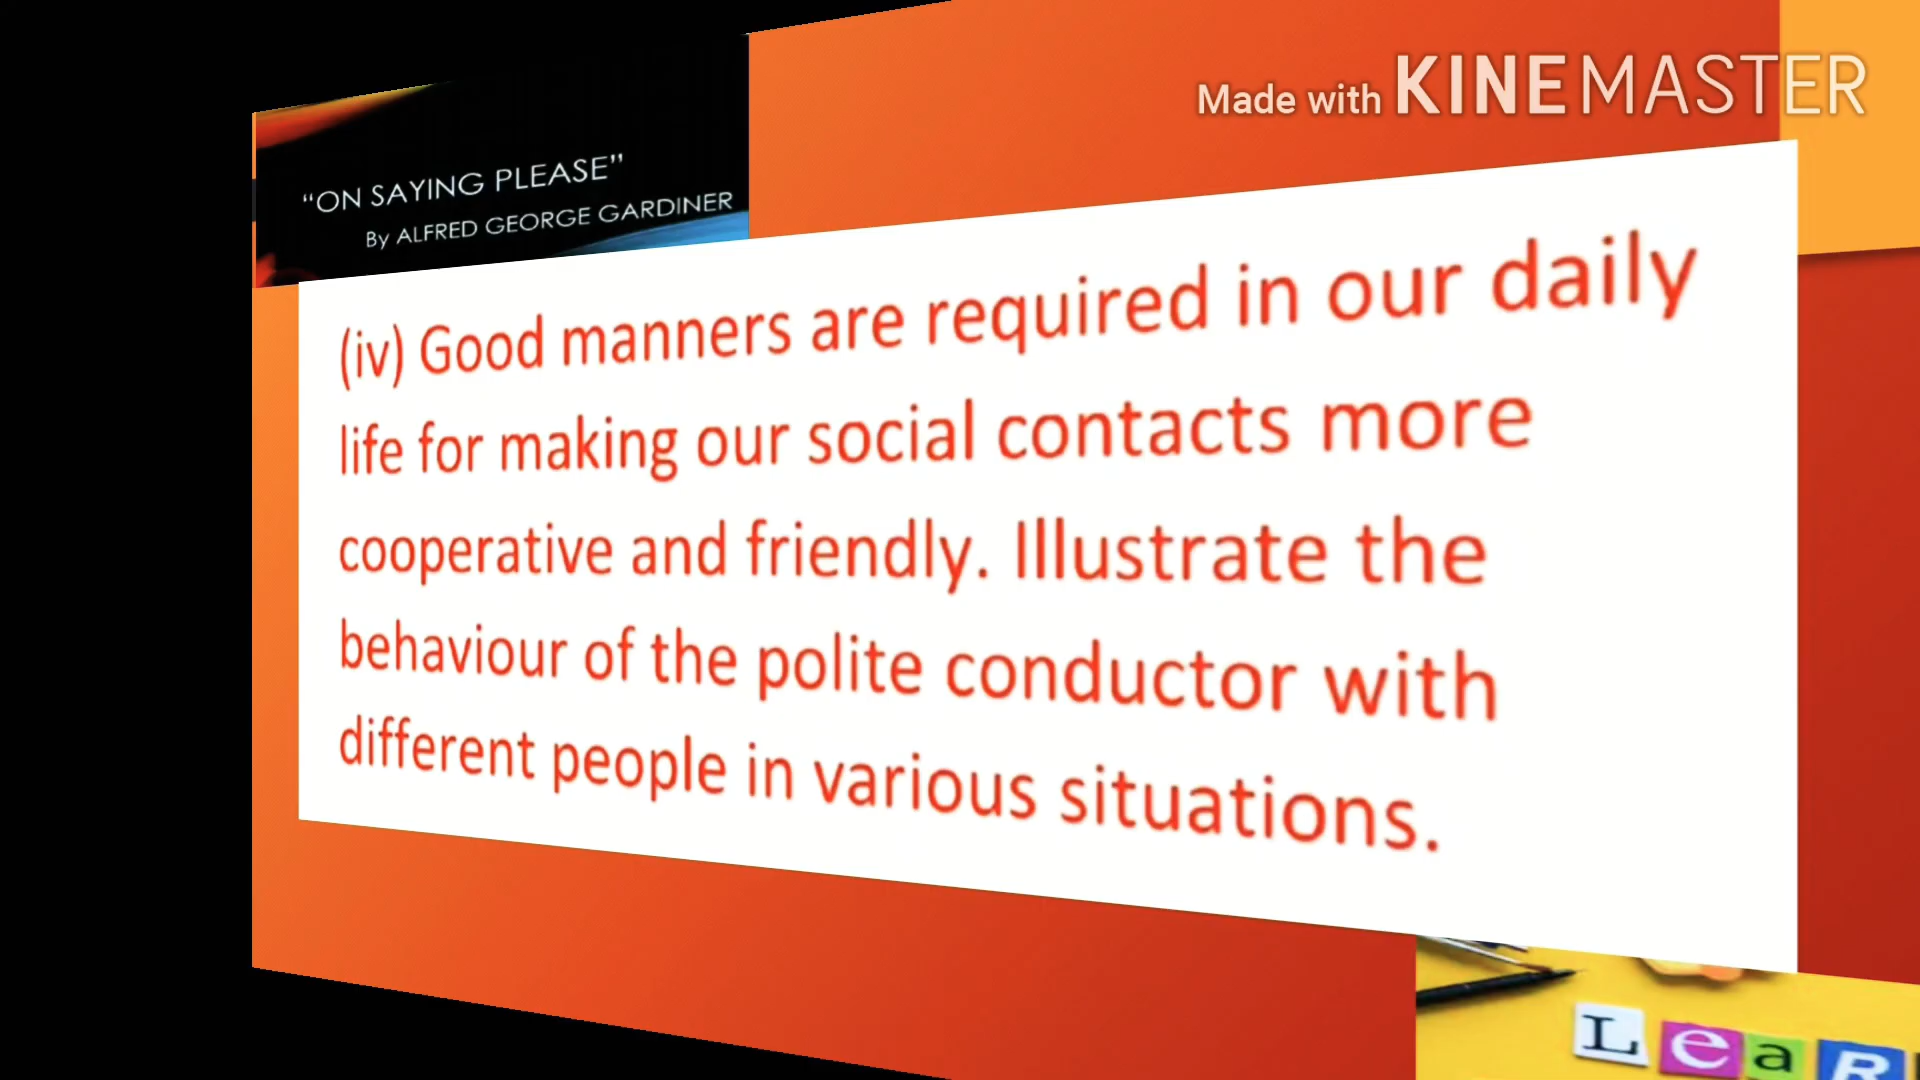 Made with KINEMASTER
“ON SAYING PLEASE”
By ALFRED GEORGE GARDINER
(iv) Good manners are required in our daily
life for making our social contacts more
cooperative and friendly. Illustrate the
behaviour of the polite conductor with
different people in various situations.
LeaR